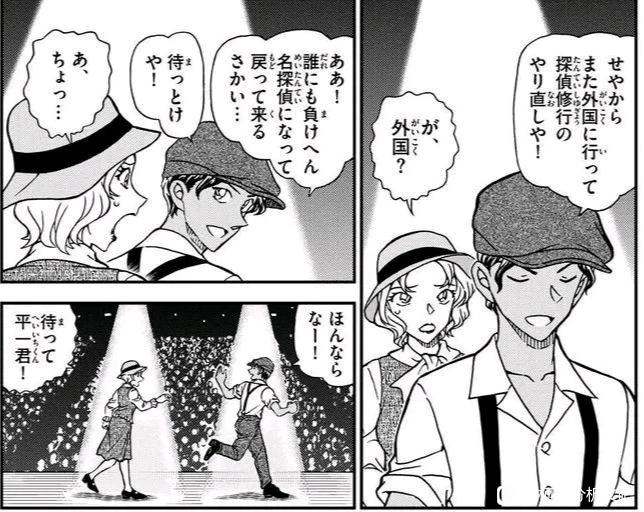 せやから
また外国に行って
探偵修行の
やり直しや！
が、
外国？
ああ！
誰にも負けへん
名探偵になって
戻って来る
さかい…
待っとけ
や！
あ、
ちょっ…
ほんなら
なー！
待って
平一君！